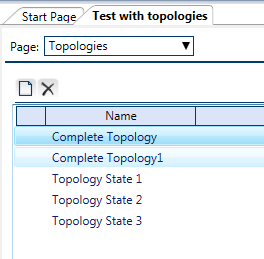 Start Page Test with topologies
Page: Topologies
Name
Complete Topology
Complete Topology1
Topology State 1
Topology State 2
Topology State 3